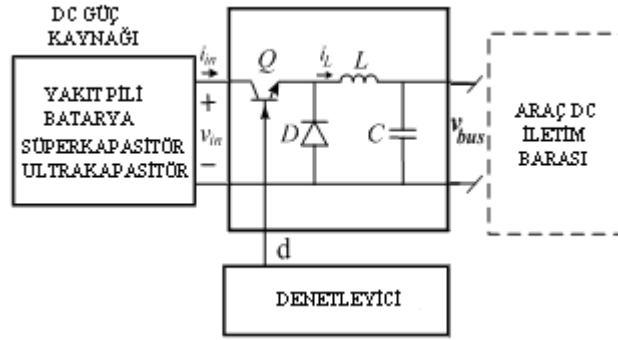 DC GÜÇ
KAYNAĞI
YAKIT PİLİ
BATARYA
SÜPERKAPASİTÖR
ULTRAKAPASİTÖR
i_in
+
v_in
−
Q
i_L
L
D
C
v_bus
ARAÇ DC
İLETİM
BARASI
d
DENETLEYİCİ